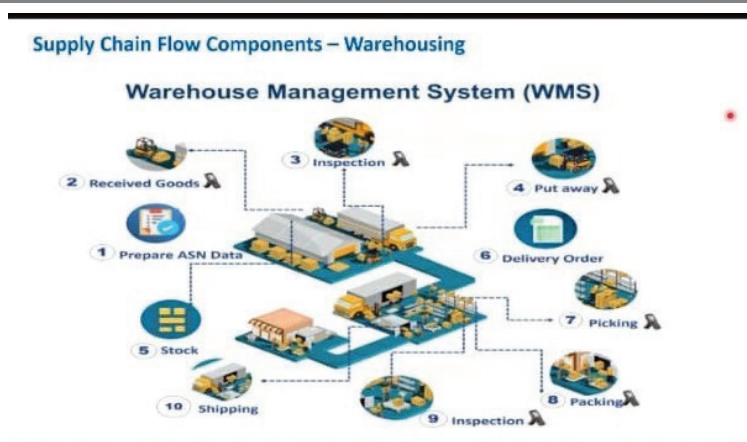 Supply Chain Flow Components – Warehousing
Warehouse Management System (WMS)
3 Inspection
2 Received Goods
4 Put away
1 Prepare ASN Data
6 Delivery Order
7 Picking
5 Stock
8 Packing
10 Shipping
9 Inspection